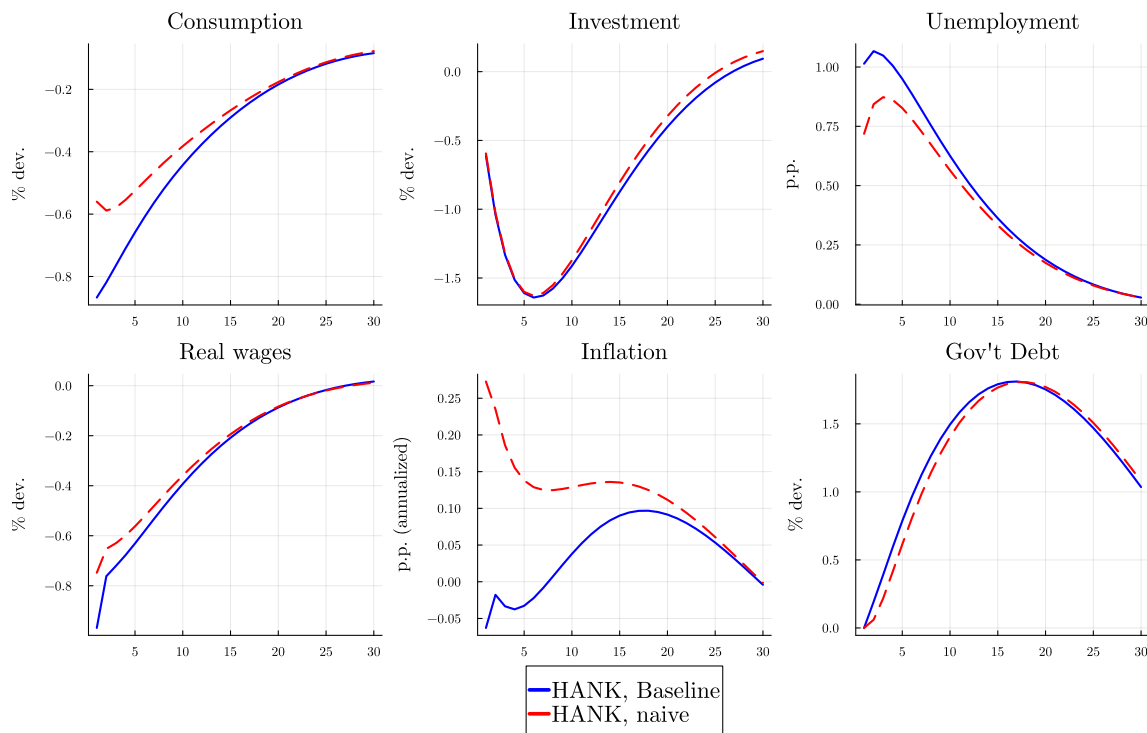 Consumption
% dev.
−0.2
−0.4
−0.6
−0.8
5 10 15 20 25 30
Investment
% dev.
0.0
−0.5
−1.0
−1.5
5 10 15 20 25 30
Unemployment
p.p.
1.00
0.75
0.50
0.25
0.00
5 10 15 20 25 30
Real wages
% dev.
0.0
−0.2
−0.4
−0.6
−0.8
5 10 15 20 25 30
Inflation
p.p. (annualized)
0.25
0.20
0.15
0.10
0.05
0.00
−0.05
5 10 15 20 25 30
Gov't Debt
% dev.
1.5
1.0
0.5
0.0
5 10 15 20 25 30
HANK, Baseline
HANK, naive